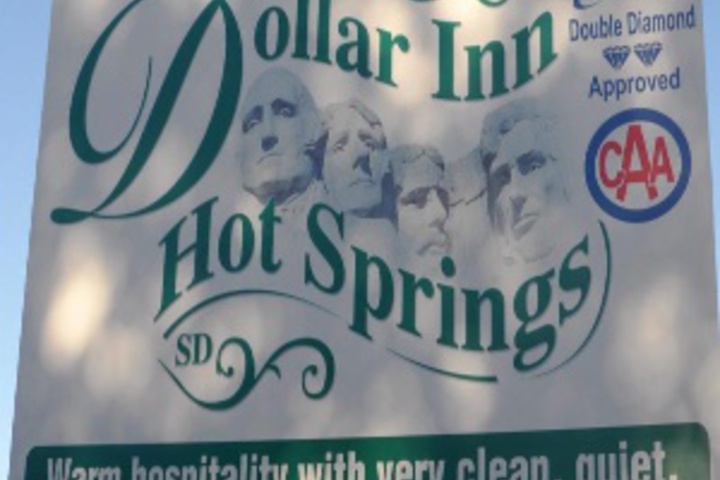 Dollar Inn
Double Diamond
Approved
CAA
Hot Springs
SD
Warm hospitality with very clean, quiet,